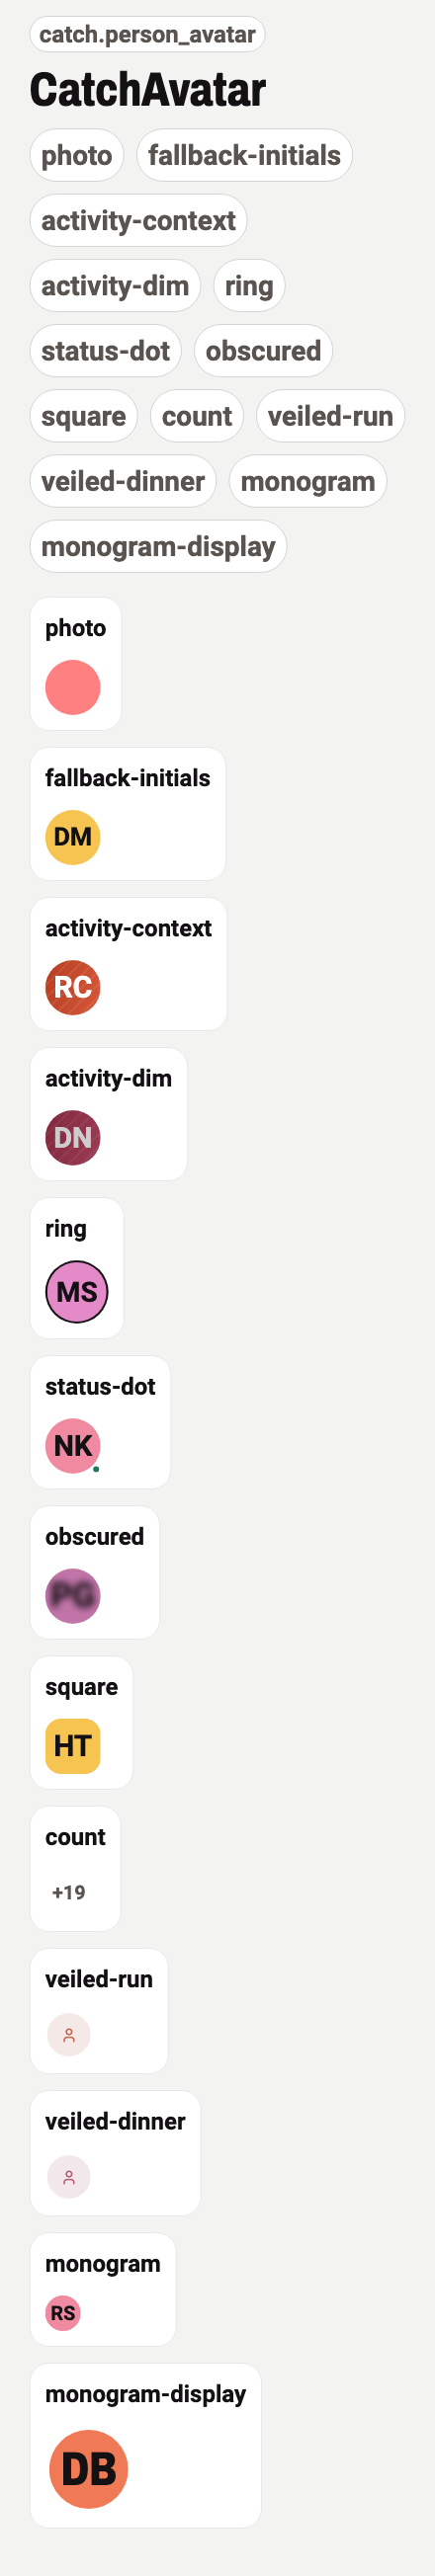 catch.person_avatar
CatchAvatar
photo fallback-initials
activity-context
activity-dim ring
status-dot obscured
square count veiled-run
veiled-dinner monogram
monogram-display
photo
fallback-initials
DM
activity-context
RC
activity-dim
DN
ring
MS
status-dot
NK
obscured
PG
square
HT
count
+19
veiled-run
veiled-dinner
monogram
RS
monogram-display
DB